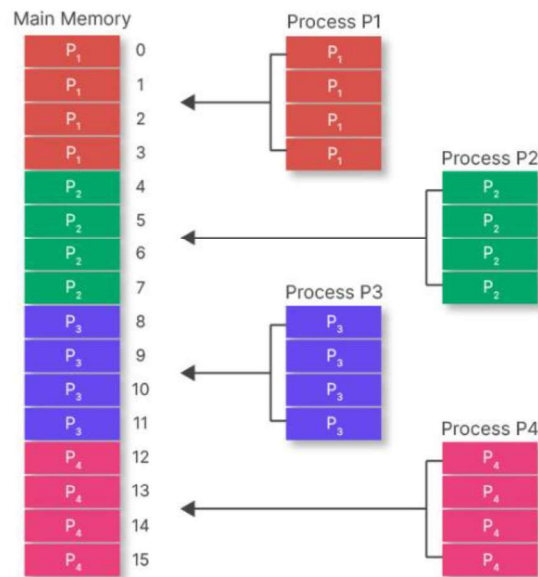 Main Memory
P₁ 0
P₁ 1
P₁ 2
P₁ 3
P₂ 4
P₂ 5
P₂ 6
P₂ 7
P₃ 8
P₃ 9
P₃ 10
P₃ 11
P₄ 12
P₄ 13
P₄ 14
P₄ 15
Process P1
P₁
P₁
P₁
P₁
Process P2
P₂
P₂
P₂
P₂
Process P3
P₃
P₃
P₃
P₃
Process P4
P₄
P₄
P₄
P₄